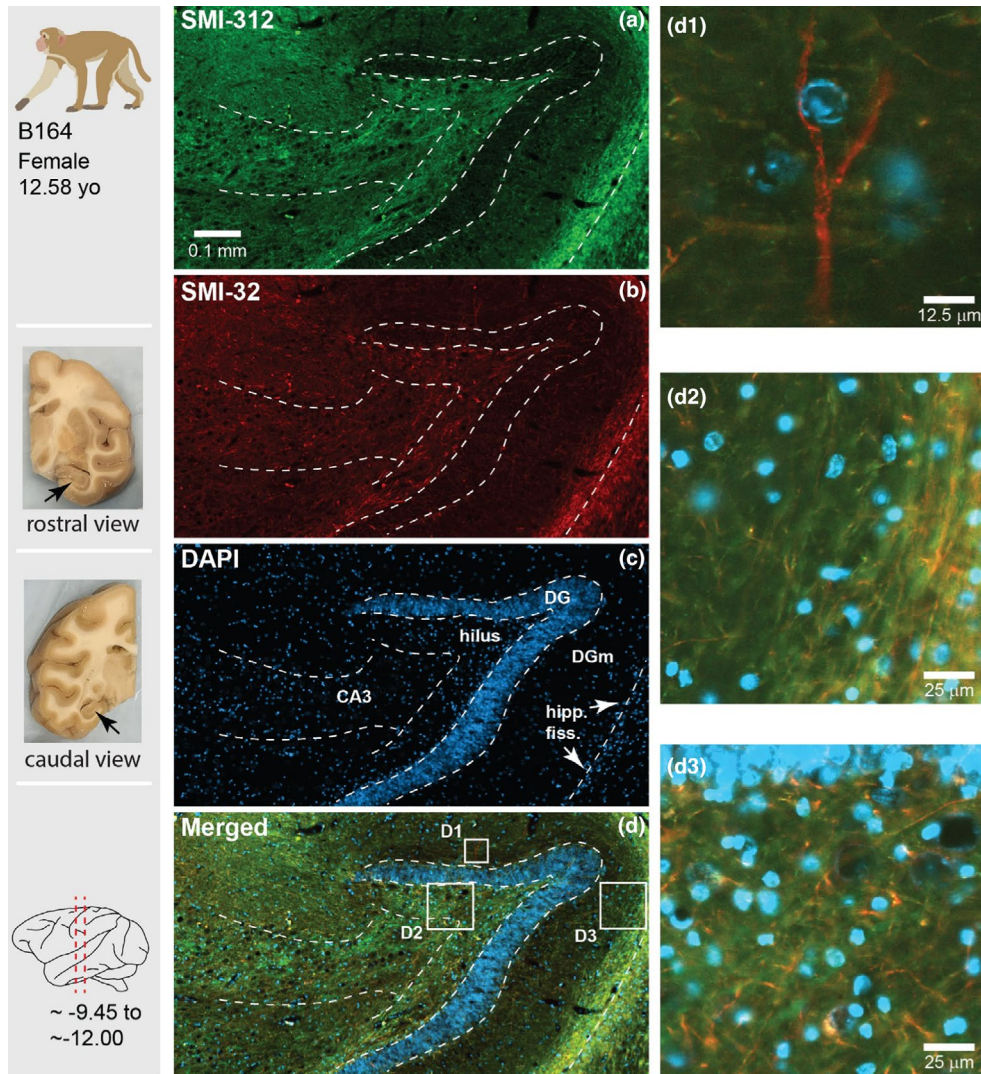 B164
Female
12.58 yo
rostral view
caudal view
~ -9.45 to
~-12.00
SMI-312 (a)
0.1 mm
SMI-32 (b)
DAPI (c)
DG
hilus
DGm
CA3
hipp.
fiss.
Merged (d)
D1
D2
D3
(d1)
12.5 μm
(d2)
25 μm
(d3)
25 μm